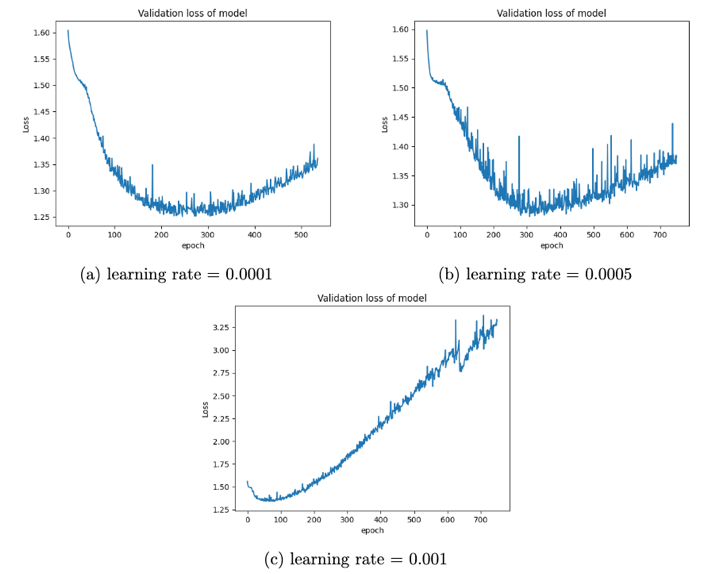 Validation loss of model
1.60
1.55
1.50
1.45
1.40
1.35
1.30
1.25
Loss
0 100 200 300 400 500
epoch
(a) learning rate = 0.0001
Validation loss of model
1.60
1.55
1.50
1.45
1.40
1.35
1.30
Loss
0 100 200 300 400 500 600 700
epoch
(b) learning rate = 0.0005
Validation loss of model
3.25
3.00
2.75
2.50
2.25
2.00
1.75
1.50
1.25
Loss
0 100 200 300 400 500 600 700
epoch
(c) learning rate = 0.001